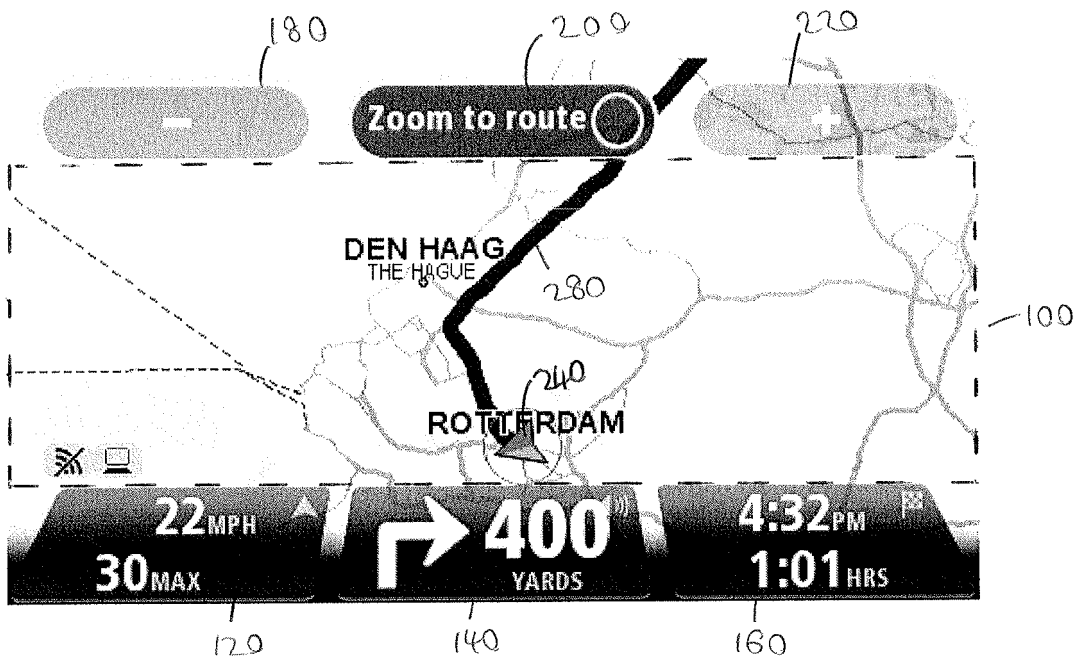 180
200
220
-
Zoom to route
+
DEN HAAG
THE HAGUE
280
100
240
ROTTERDAM
22MPH
30MAX
400
YARDS
4:32PM
1:01HRS
120
140
160